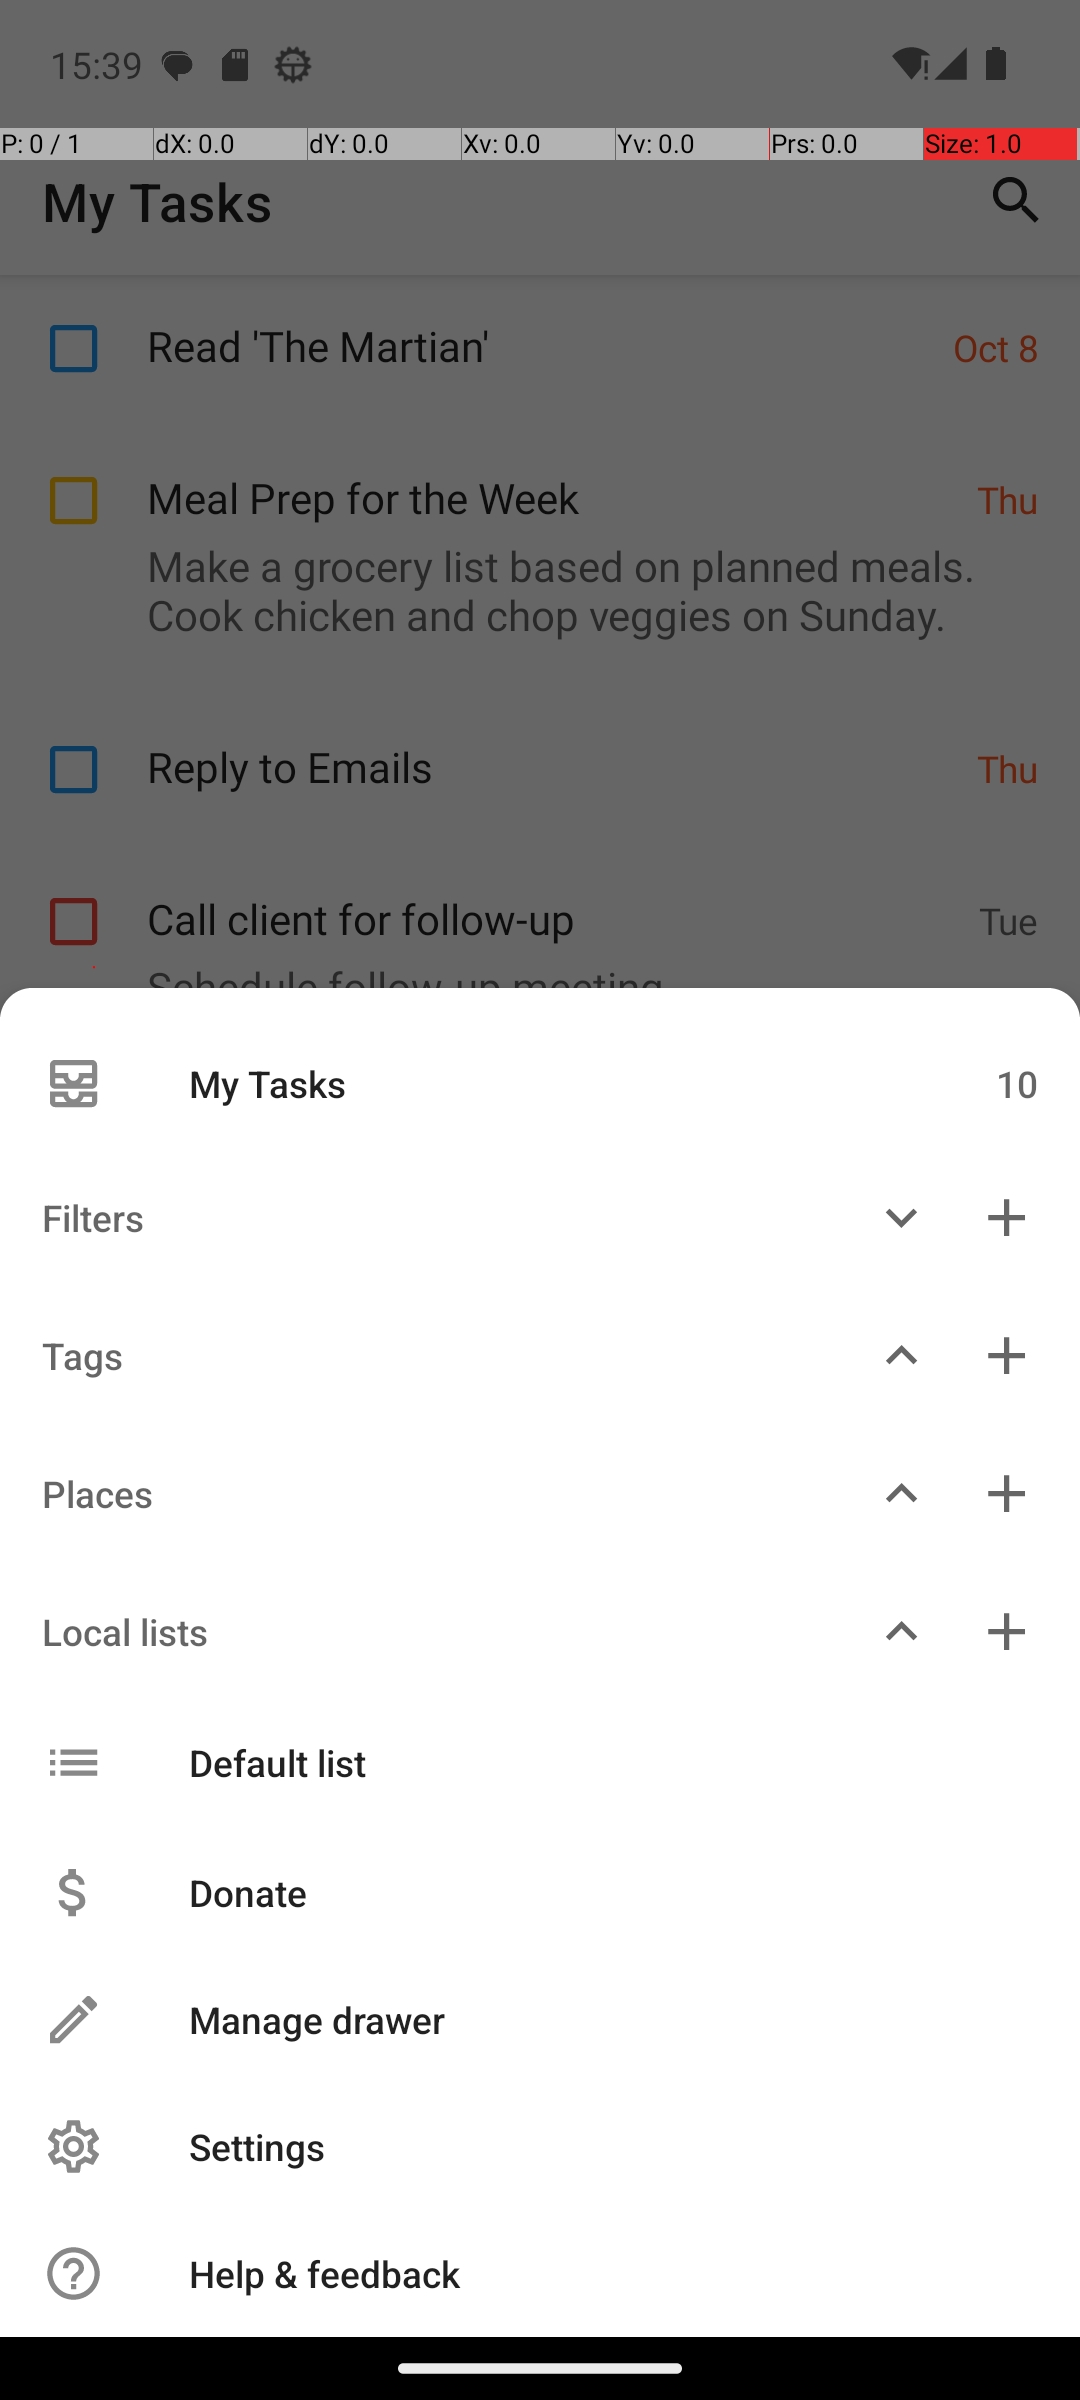 15:39
P: 0 / 1 dX: 0.0 dY: 0.0 Xv: 0.0 Yv: 0.0 Prs: 0.0 Size: 1.0
My Tasks
Read 'The Martian' Oct 8
Meal Prep for the Week Thu
Make a grocery list based on planned meals.
Cook chicken and chop veggies on Sunday.
Reply to Emails Thu
Call client for follow-up Tue
Schedule follow-up meeting
My Tasks 10
Filters
Tags
Places
Local lists
Default list
Donate
Manage drawer
Settings
Help & feedback